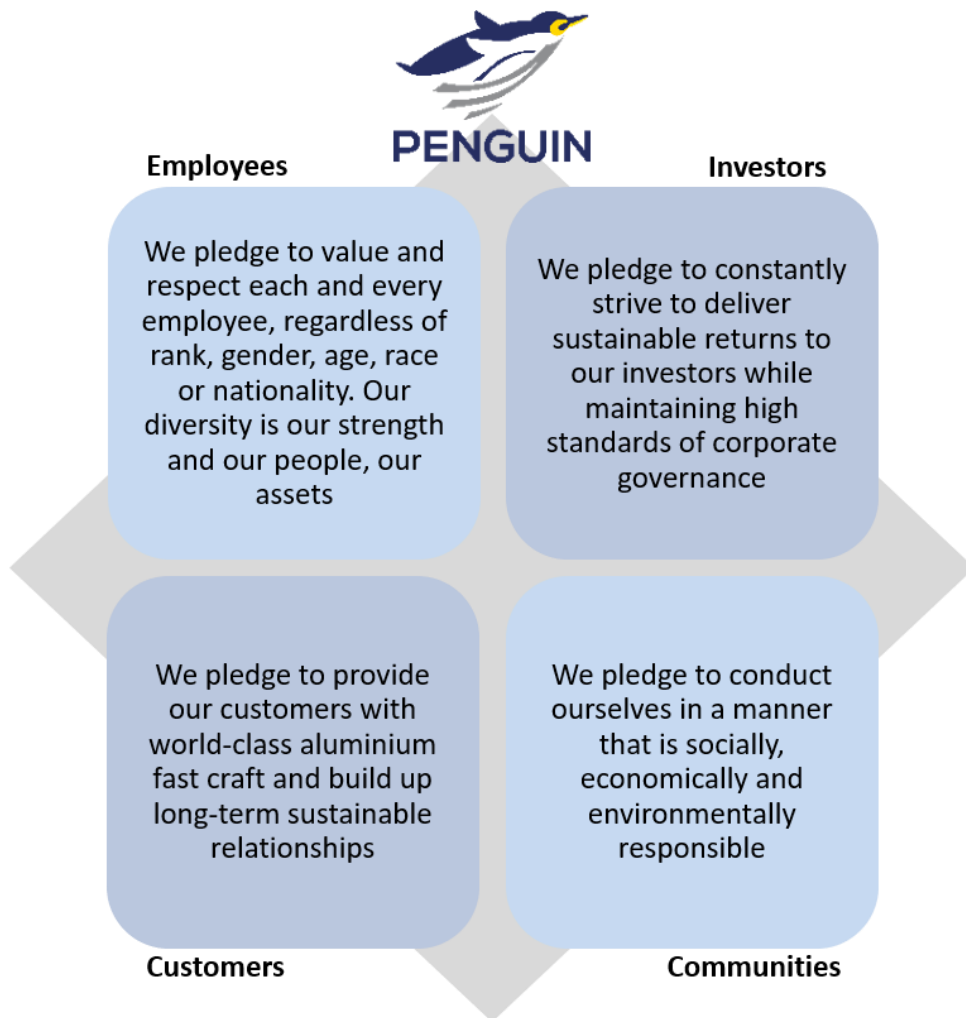 PENGUIN
Employees
We pledge to value and
respect each and every
employee, regardless of
rank, gender, age, race
or nationality. Our
diversity is our strength
and our people, our
assets
Investors
We pledge to constantly
strive to deliver
sustainable returns to
our investors while
maintaining high
standards of corporate
governance
We pledge to provide
our customers with
world-class aluminium
fast craft and build up
long-term sustainable
relationships
Customers
We pledge to conduct
ourselves in a manner
that is socially,
economically and
environmentally
responsible
Communities